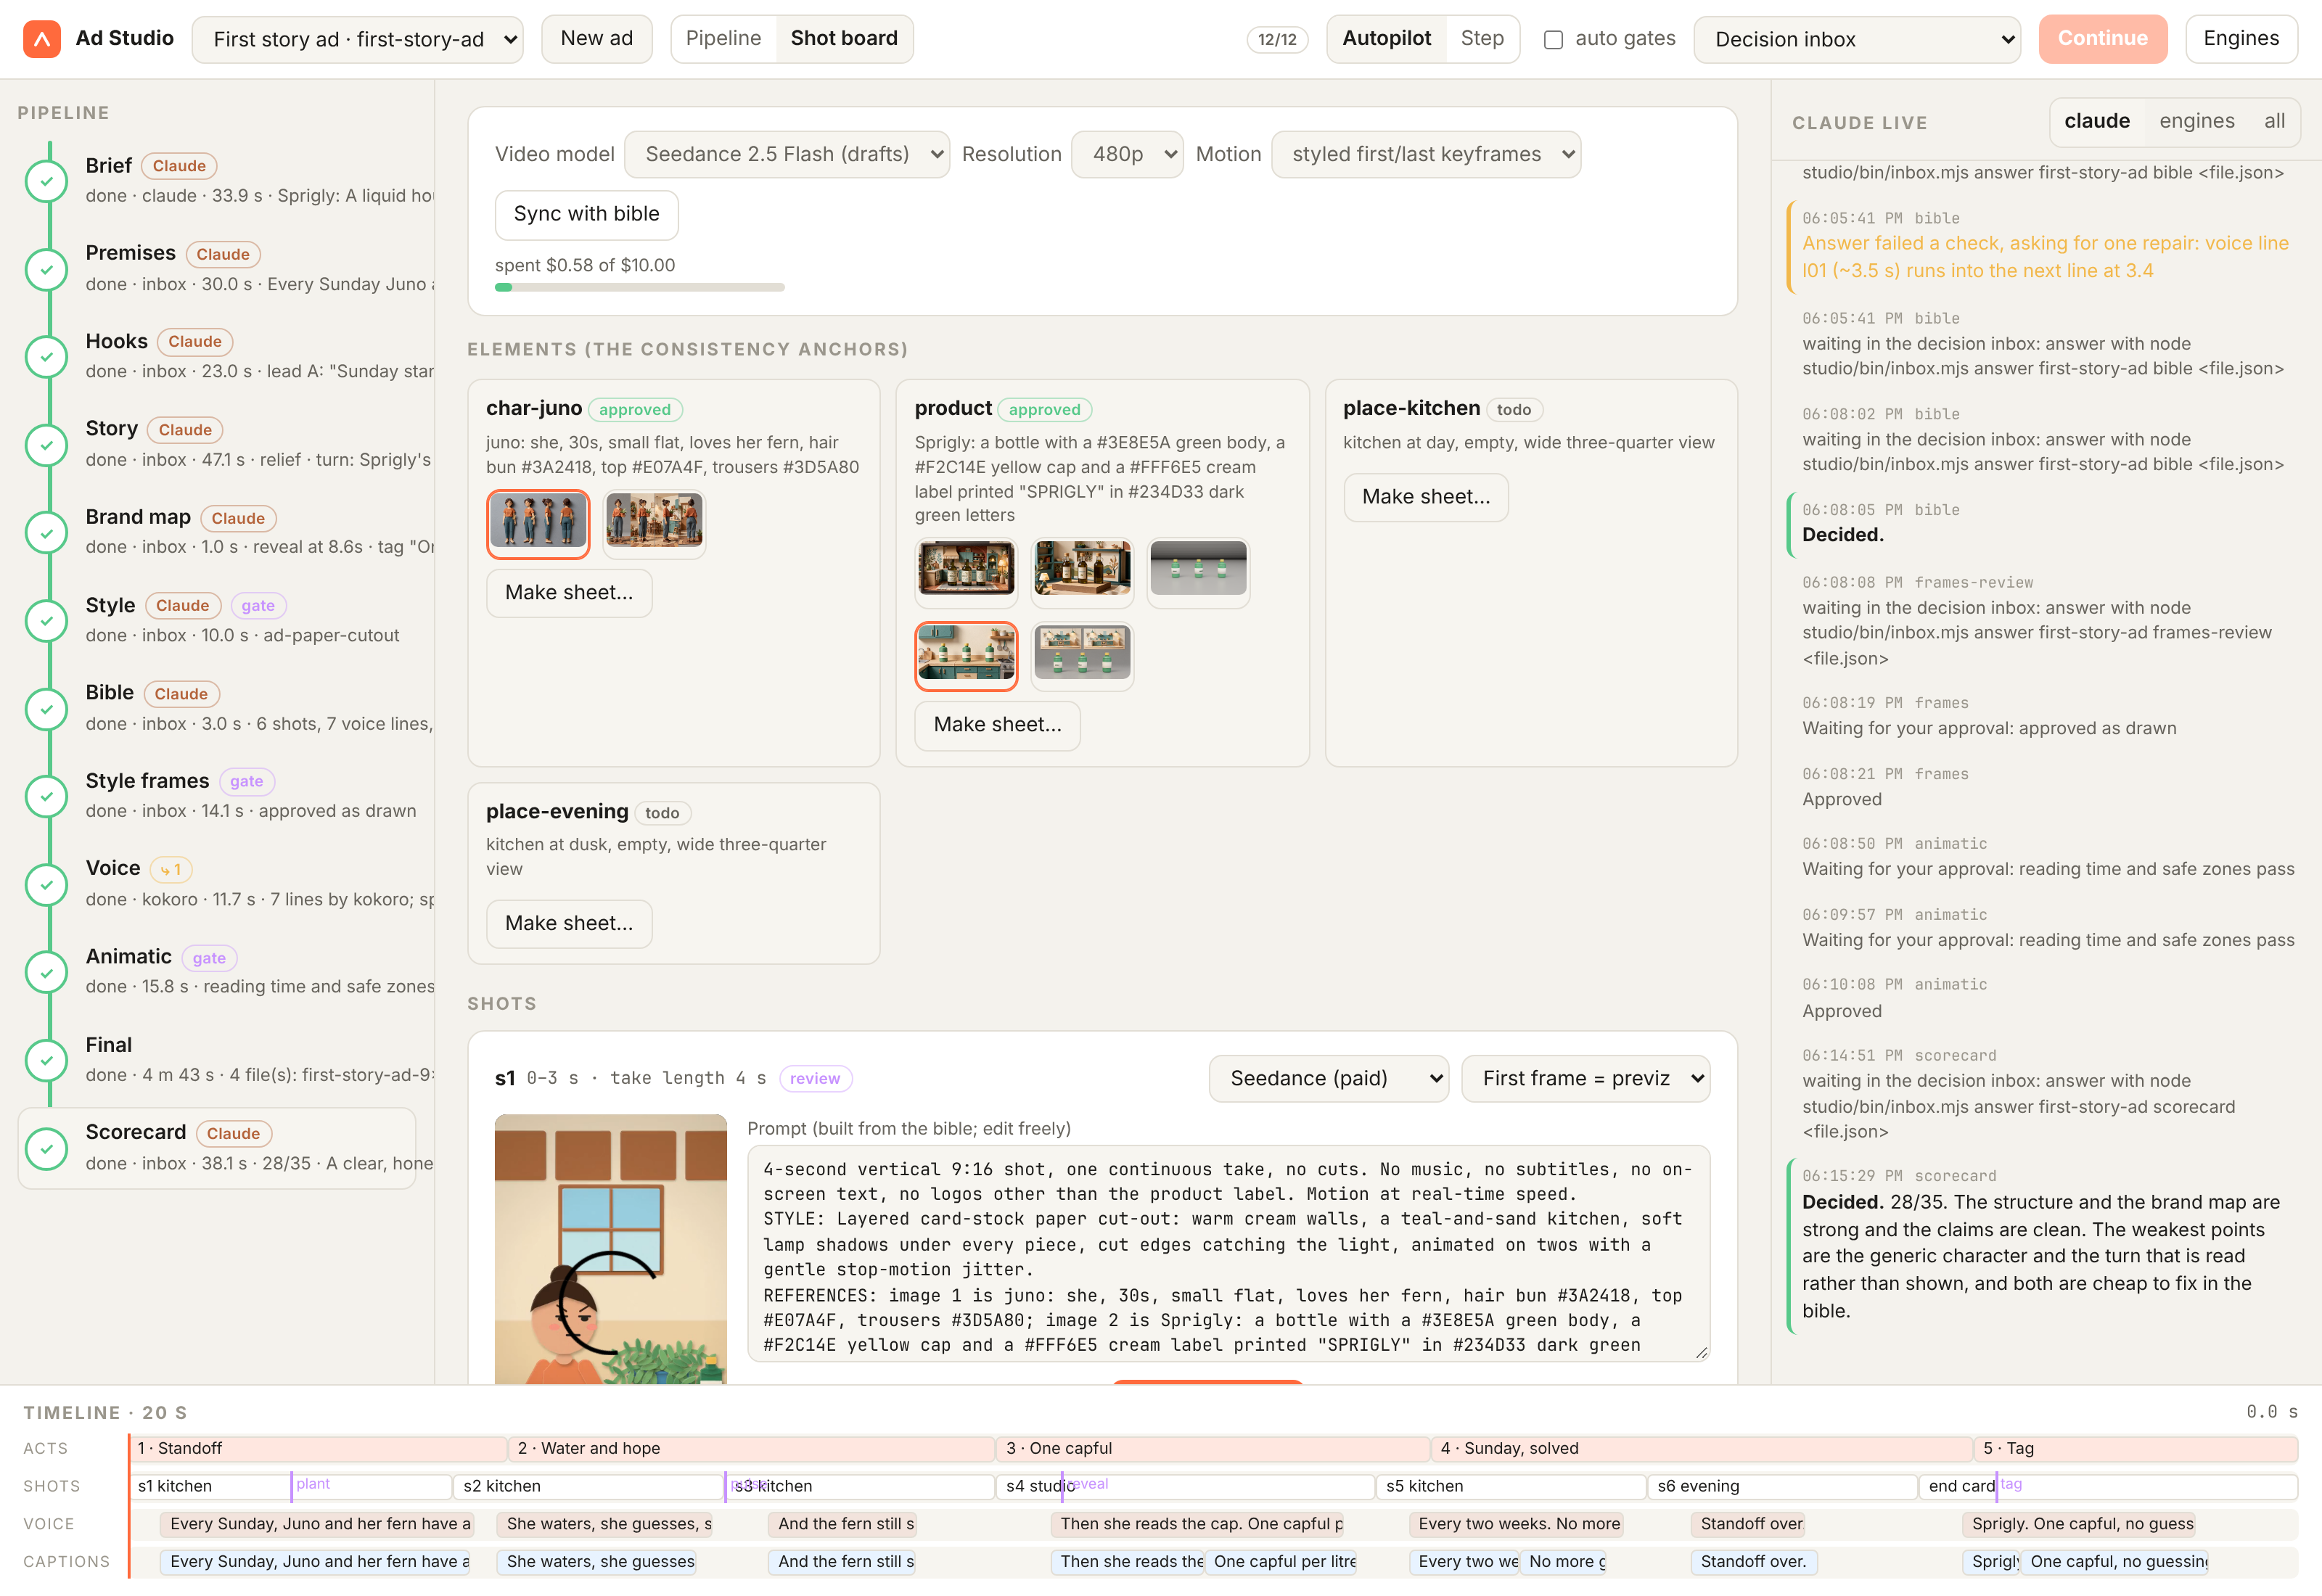 Ad Studio
First story ad · first-story-ad
New ad
Pipeline
Shot board
12/12
Autopilot
Step
auto gates
Decision inbox
Continue
Engines
PIPELINE
Brief Claude
done · claude · 33.9 s · Sprigly: A liquid
Premises Claude
done · inbox · 30.0 s · Every Sunday Juno
Hooks Claude
done · inbox · 23.0 s · lead A: "Sunday
Story Claude
done · inbox · 47.1 s · relief · turn: Sprigly's
Brand map Claude
done · inbox · 1.0 s · reveal at 8.6s · tag
Style Claude gate
done · inbox · 10.0 s · ad-paper-cutout
Bible Claude
done · inbox · 3.0 s · 6 shots, 7 voice lines,
Style frames gate
done · inbox · 14.1 s · approved as drawn
Voice ↳ 1
done · kokoro · 11.7 s · 7 lines by kokoro;
Animatic gate
done · 15.8 s · reading time and safe zones
Final
done · 4 m 43 s · 4 file(s): first-story-ad-9
Scorecard Claude
done · inbox · 38.1 s · 28/35 · A clear,
Video model
Seedance 2.5 Flash (drafts)
Resolution
480p
Motion
styled first/last keyframes
Sync with bible
spent $0.58 of $10.00
ELEMENTS (THE CONSISTENCY ANCHORS)
char-juno approved
juno: she, 30s, small flat, loves her fern, hair
bun #3A2418, top #E07A4F, trousers #3D5A80
Make sheet...
product approved
Sprigly: a bottle with a #3E8E5A green body, a
#F2C14E yellow cap and a #FFF6E5 cream
label printed "SPRIGLY" in #234D33 dark
green letters
Make sheet...
place-kitchen todo
kitchen at day, empty, wide three-quarter view
Make sheet...
place-evening todo
kitchen at dusk, empty, wide three-quarter
view
Make sheet...
SHOTS
s1 0–3 s · take length 4 s review
Seedance (paid)
First frame = previz
Prompt (built from the bible; edit freely)
4-second vertical 9:16 shot, one continuous take, no cuts. No music, no subtitles, no on-
screen text, no logos other than the product label. Motion at real-time speed.
STYLE: Layered card-stock paper cut-out: warm cream walls, a teal-and-sand kitchen, soft
lamp shadows under every piece, cut edges catching the light, animated on twos with a
gentle stop-motion jitter.
REFERENCES: image 1 is juno: she, 30s, small flat, loves her fern, hair bun #3A2418, top
#E07A4F, trousers #3D5A80; image 2 is Sprigly: a bottle with a #3E8E5A green body, a
#F2C14E yellow cap and a #FFF6E5 cream label printed "SPRIGLY" in #234D33 dark green
CLAUDE LIVE
claude
engines
all
studio/bin/inbox.mjs answer first-story-ad bible <file.json>
06:05:41 PM bible
Answer failed a check, asking for one repair: voice line
l01 (~3.5 s) runs into the next line at 3.4
06:05:41 PM bible
waiting in the decision inbox: answer with node
studio/bin/inbox.mjs answer first-story-ad bible <file.json>
06:08:02 PM bible
waiting in the decision inbox: answer with node
studio/bin/inbox.mjs answer first-story-ad bible <file.json>
06:08:05 PM bible
Decided.
06:08:08 PM frames-review
waiting in the decision inbox: answer with node
studio/bin/inbox.mjs answer first-story-ad frames-review
<file.json>
06:08:19 PM frames
Waiting for your approval: approved as drawn
06:08:21 PM frames
Approved
06:08:50 PM animatic
Waiting for your approval: reading time and safe zones pass
06:09:57 PM animatic
Waiting for your approval: reading time and safe zones pass
06:10:08 PM animatic
Approved
06:14:51 PM scorecard
waiting in the decision inbox: answer with node
studio/bin/inbox.mjs answer first-story-ad scorecard
<file.json>
06:15:29 PM scorecard
Decided. 28/35. The structure and the brand map are
strong and the claims are clean. The weakest points
are the generic character and the turn that is read
rather than shown, and both are cheap to fix in the
bible.
TIMELINE · 20 S
0.0 s
ACTS
1 · Standoff
2 · Water and hope
3 · One capful
4 · Sunday, solved
5 · Tag
SHOTS
s1 kitchen
plant
s2 kitchen
s3 kitchen
s4 studio
reveal
s5 kitchen
s6 evening
end card
tag
VOICE
Every Sunday, Juno and her fern have a
She waters, she guesses, s
And the fern still s
Then she reads the cap. One capful p
Every two weeks. No more
Standoff over.
Sprigly. One capful, no guess
CAPTIONS
Every Sunday, Juno and her fern have a
She waters, she guesses
And the fern still s
Then she reads the
One capful per litre
Every two we
No more g
Standoff over.
Sprigly
One capful, no guessing